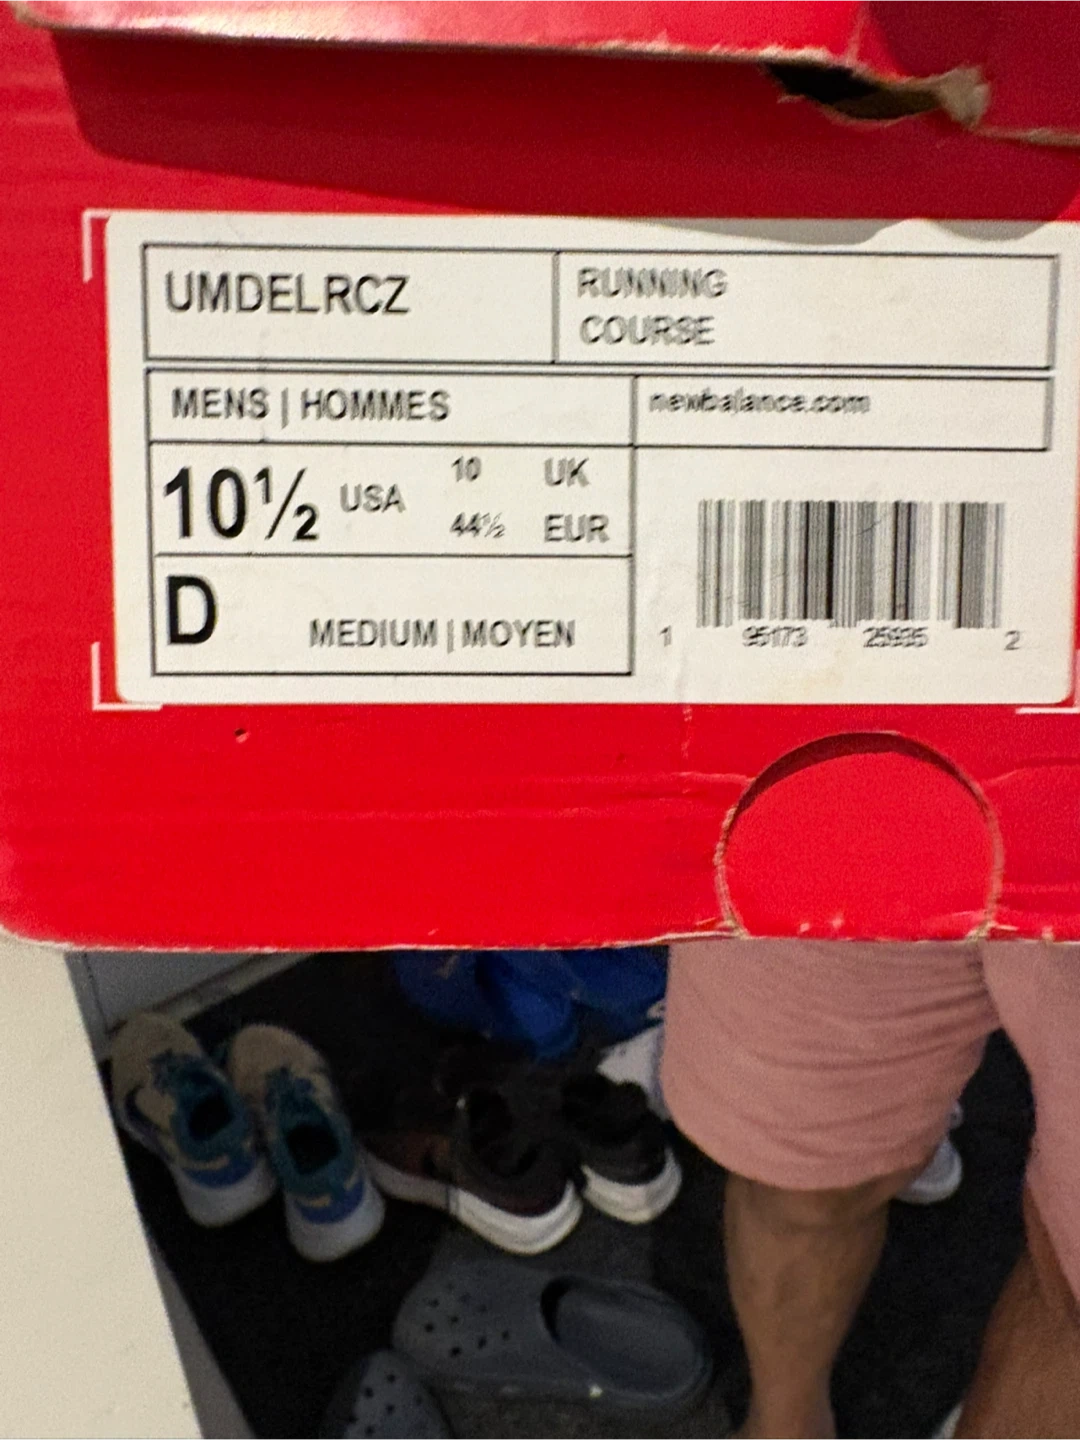 UMDELRCZ
RUNNING
COURSE
MENS | HOMMES
newbalance.com
10½ USA
10 UK
44½ EUR
D
MEDIUM | MOYEN
1 95173 25935 2